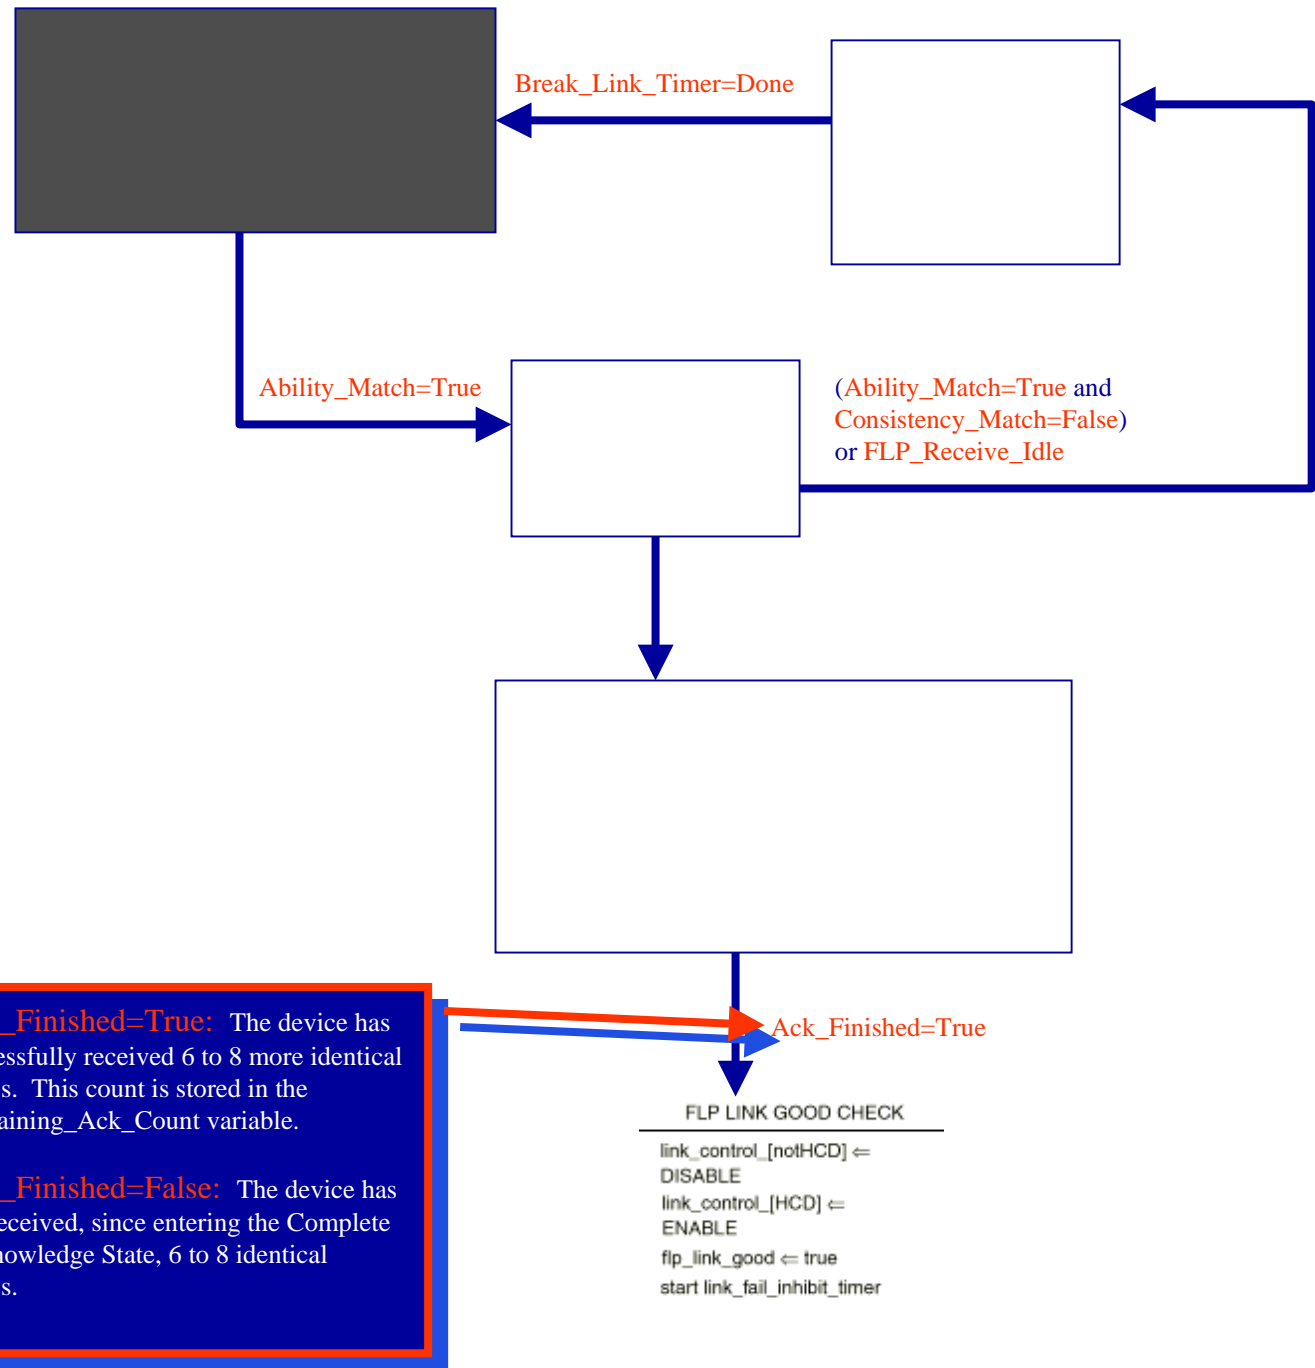 Break_Link_Timer=Done
Ability_Match=True
(Ability_Match=True and
Consistency_Match=False)
or FLP_Receive_Idle
Ack_Finished=True
_Finished=True: The device has
essfully received 6 to 8 more identical
s. This count is stored in the
aining_Ack_Count variable.
_Finished=False: The device has
eceived, since entering the Complete
nowledge State, 6 to 8 identical
s.
FLP LINK GOOD CHECK
link_control_[notHCD] ⇐
DISABLE
link_control_[HCD] ⇐
ENABLE
flp_link_good ⇐ true
start link_fail_inhibit_timer